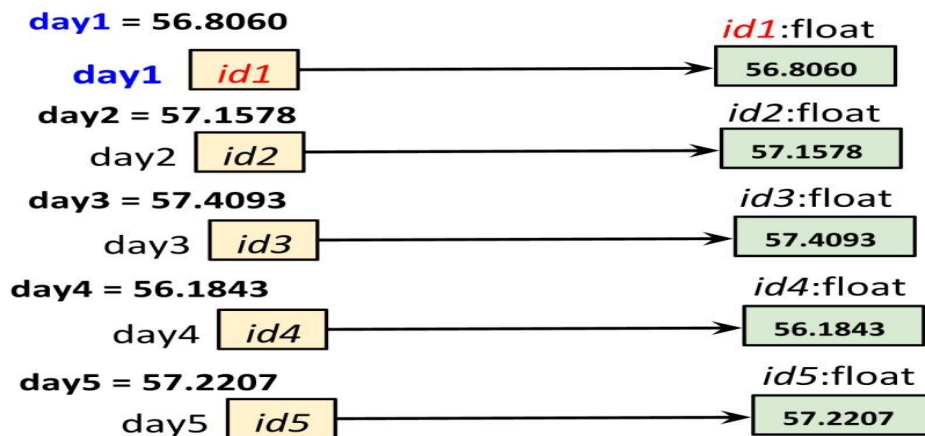 day1 = 56.8060
id1:float
day1 id1 56.8060
day2 = 57.1578
id2:float
day2 id2 57.1578
day3 = 57.4093
id3:float
day3 id3 57.4093
day4 = 56.1843
id4:float
day4 id4 56.1843
day5 = 57.2207
id5:float
day5 id5 57.2207